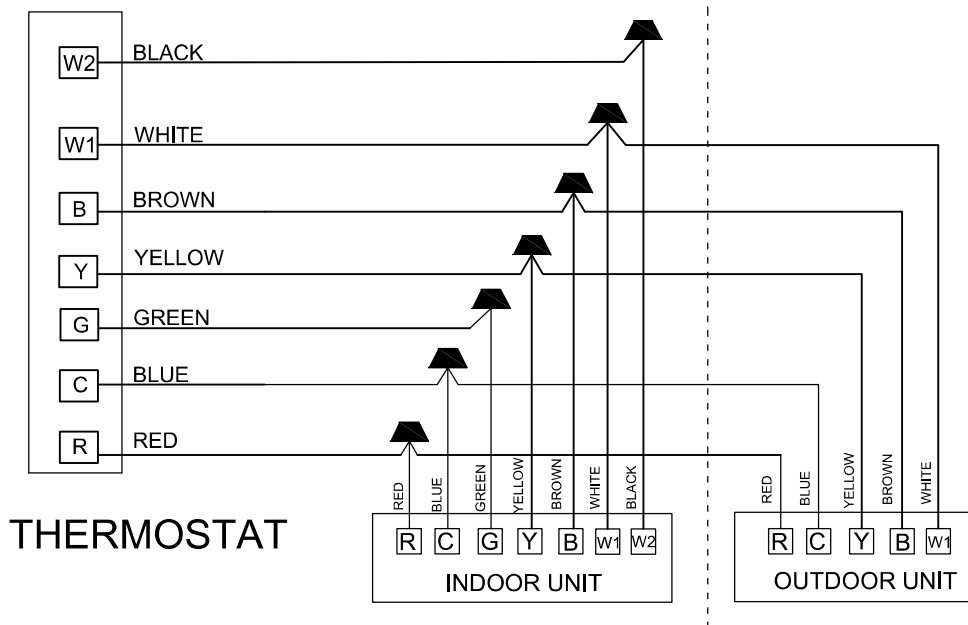 W2 BLACK
W1 WHITE
B BROWN
Y YELLOW
G GREEN
C BLUE
R RED
THERMOSTAT
RED BLUE GREEN YELLOW BROWN WHITE BLACK
R C G Y B W1 W2
INDOOR UNIT
RED BLUE YELLOW BROWN WHITE
R C Y B W1
OUTDOOR UNIT